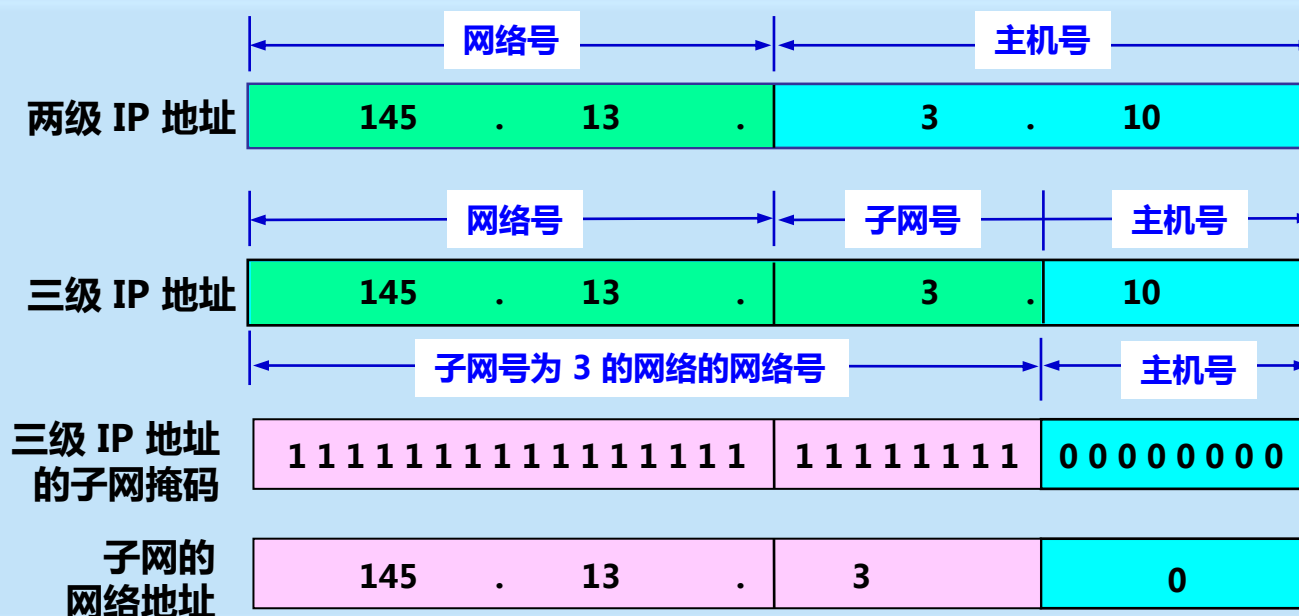 网络号 主机号
两级 IP 地址 145 . 13 . 3 . 10
网络号 子网号 主机号
三级 IP 地址 145 . 13 . 3 . 10
子网号为 3 的网络的网络号 主机号
三级 IP 地址
的子网掩码 1 1 1 1 1 1 1 1 1 1 1 1 1 1 1 1 1 1 1 1 1 1 1 1 0 0 0 0 0 0 0 0
子网的
网络地址 145 . 13 . 3 0